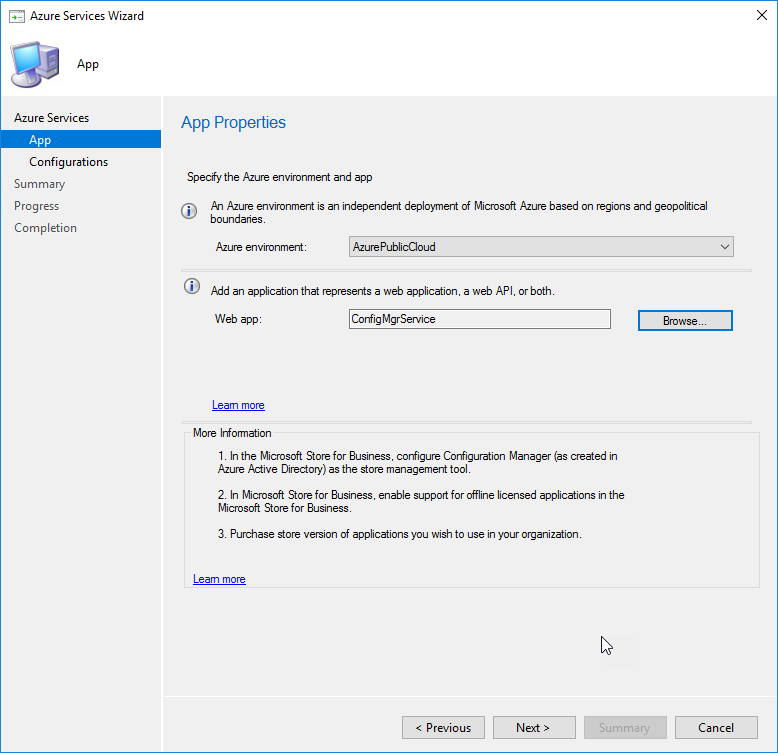 Azure Services Wizard
App
Azure Services
App
Configurations
Summary
Progress
Completion
App Properties
Specify the Azure environment and app
An Azure environment is an independent deployment of Microsoft Azure based on regions and geopolitical
boundaries.
Azure environment: AzurePublicCloud
Add an application that represents a web application, a web API, or both.
Web app: ConfigMgrService Browse...
Learn more
More Information
1. In the Microsoft Store for Business, configure Configuration Manager (as created in
Azure Active Directory) as the store management tool.
2. In Microsoft Store for Business, enable support for offline licensed applications in the
Microsoft Store for Business.
3. Purchase store version of applications you wish to use in your organization.
Learn more
< Previous Next > Summary Cancel